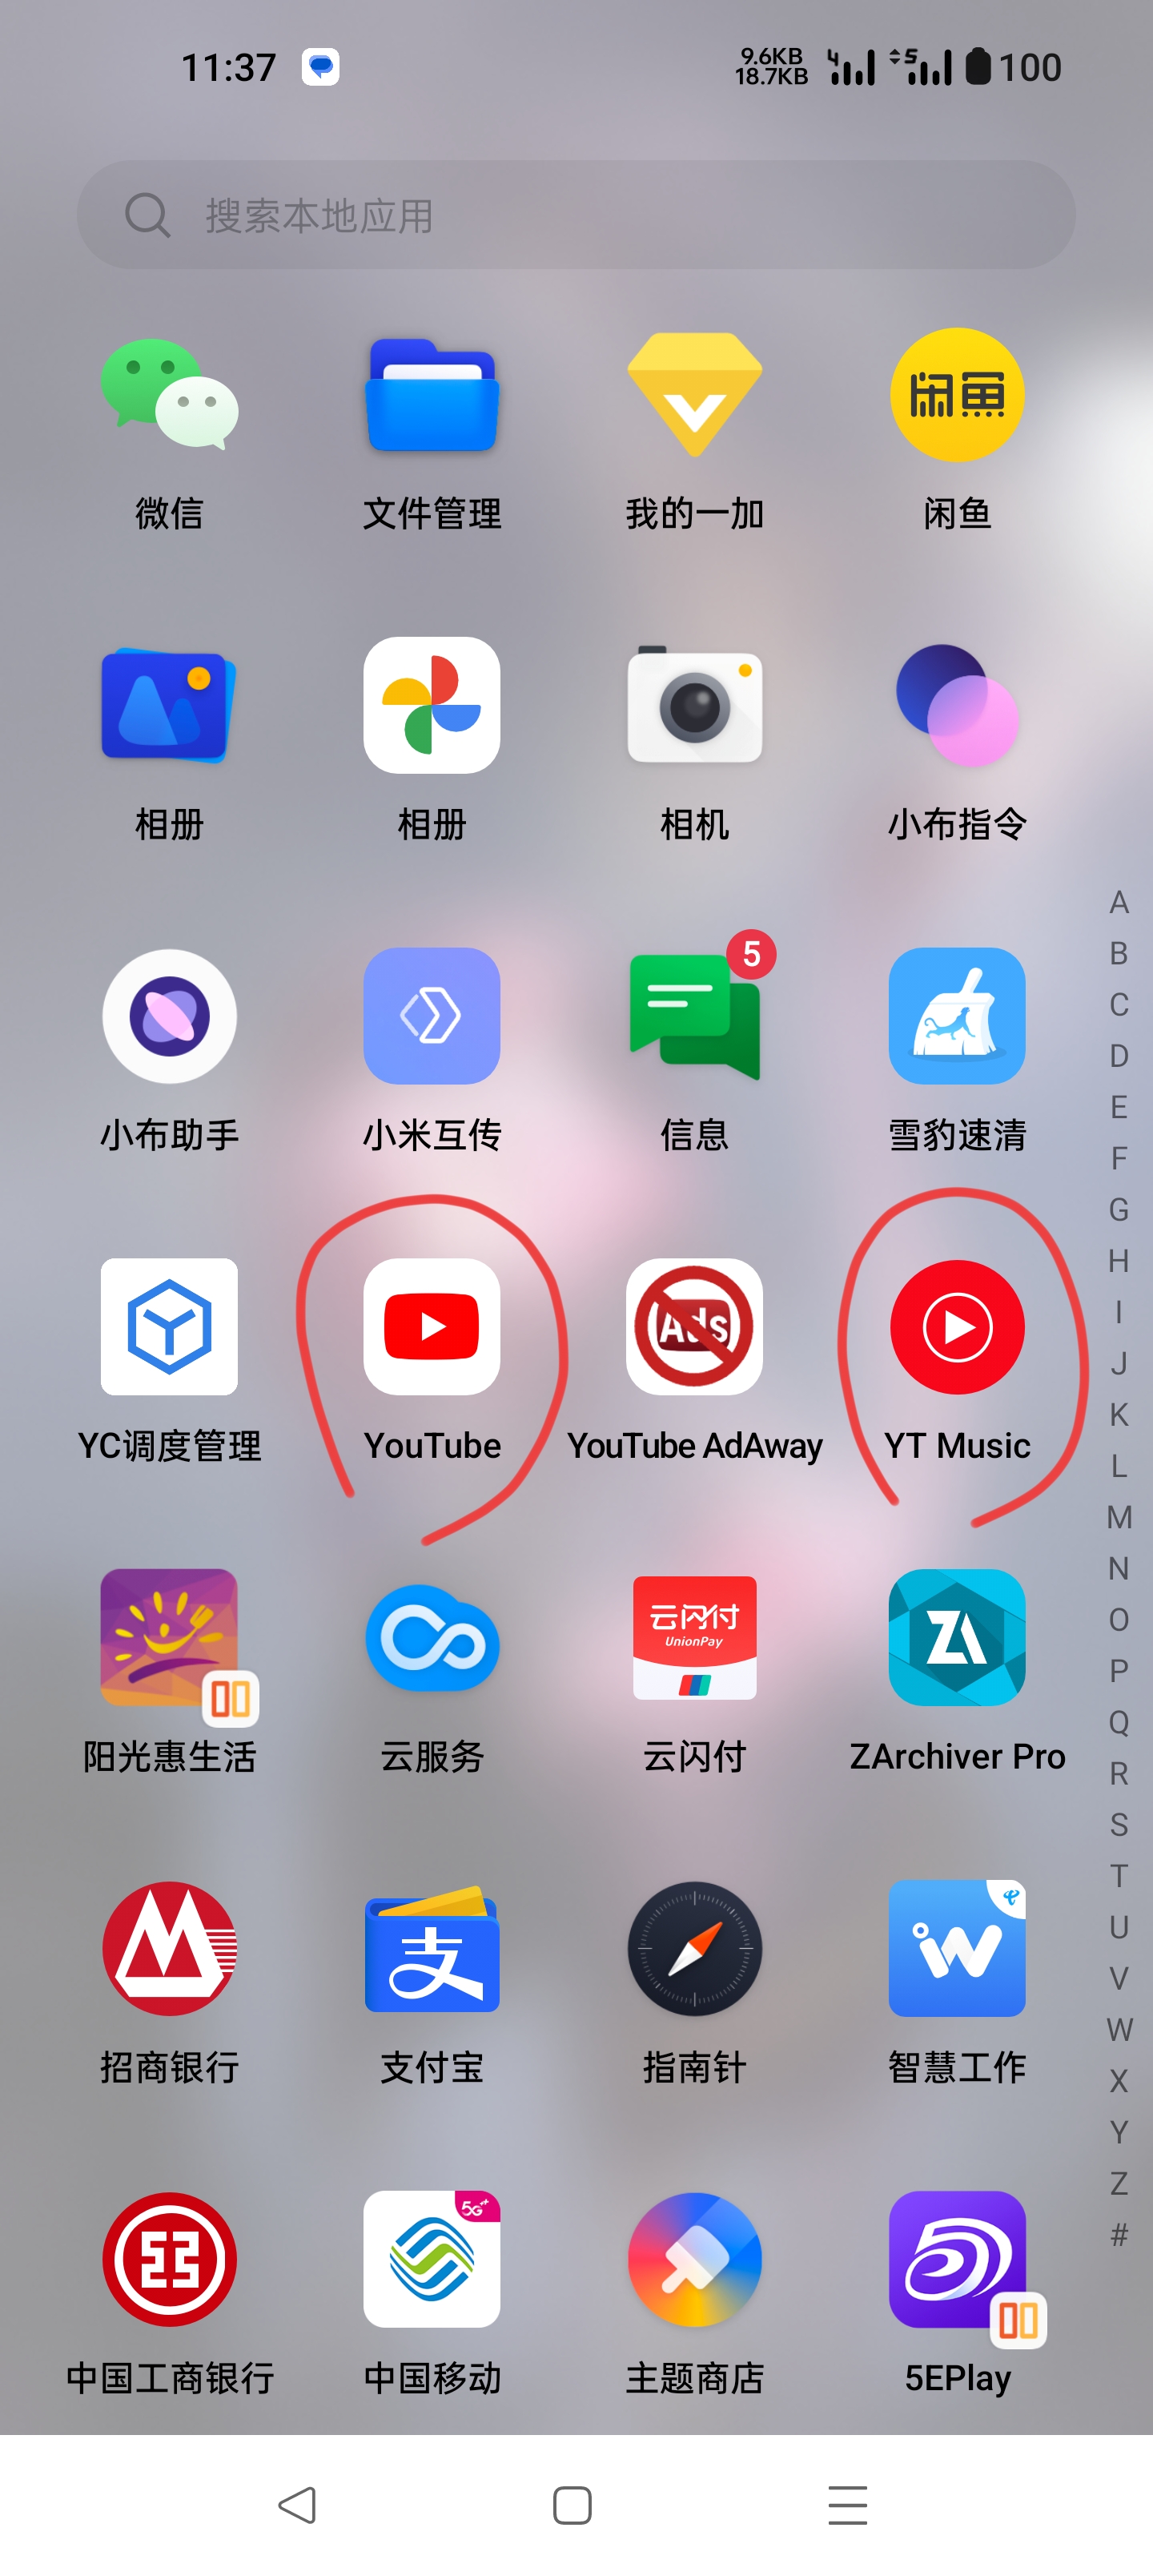 11:37
9.6KB
18.7KB
4
5
100
搜索本地应用
闲鱼
微信
文件管理
我的一加
闲鱼
相册
相册
相机
小布指令
5
小布助手
小米互传
信息
雪豹速清
Ads
YC调度管理
YouTube
YouTube AdAway
YT Music
云闪付
UnionPay
ZA
阳光惠生活
云服务
云闪付
ZArchiver Pro
支
招商银行
支付宝
指南针
智慧工作
5G+
中国工商银行
中国移动
主题商店
5EPlay
A
B
C
D
E
F
G
H
I
J
K
L
M
N
O
P
Q
R
S
T
U
V
W
X
Y
Z
#